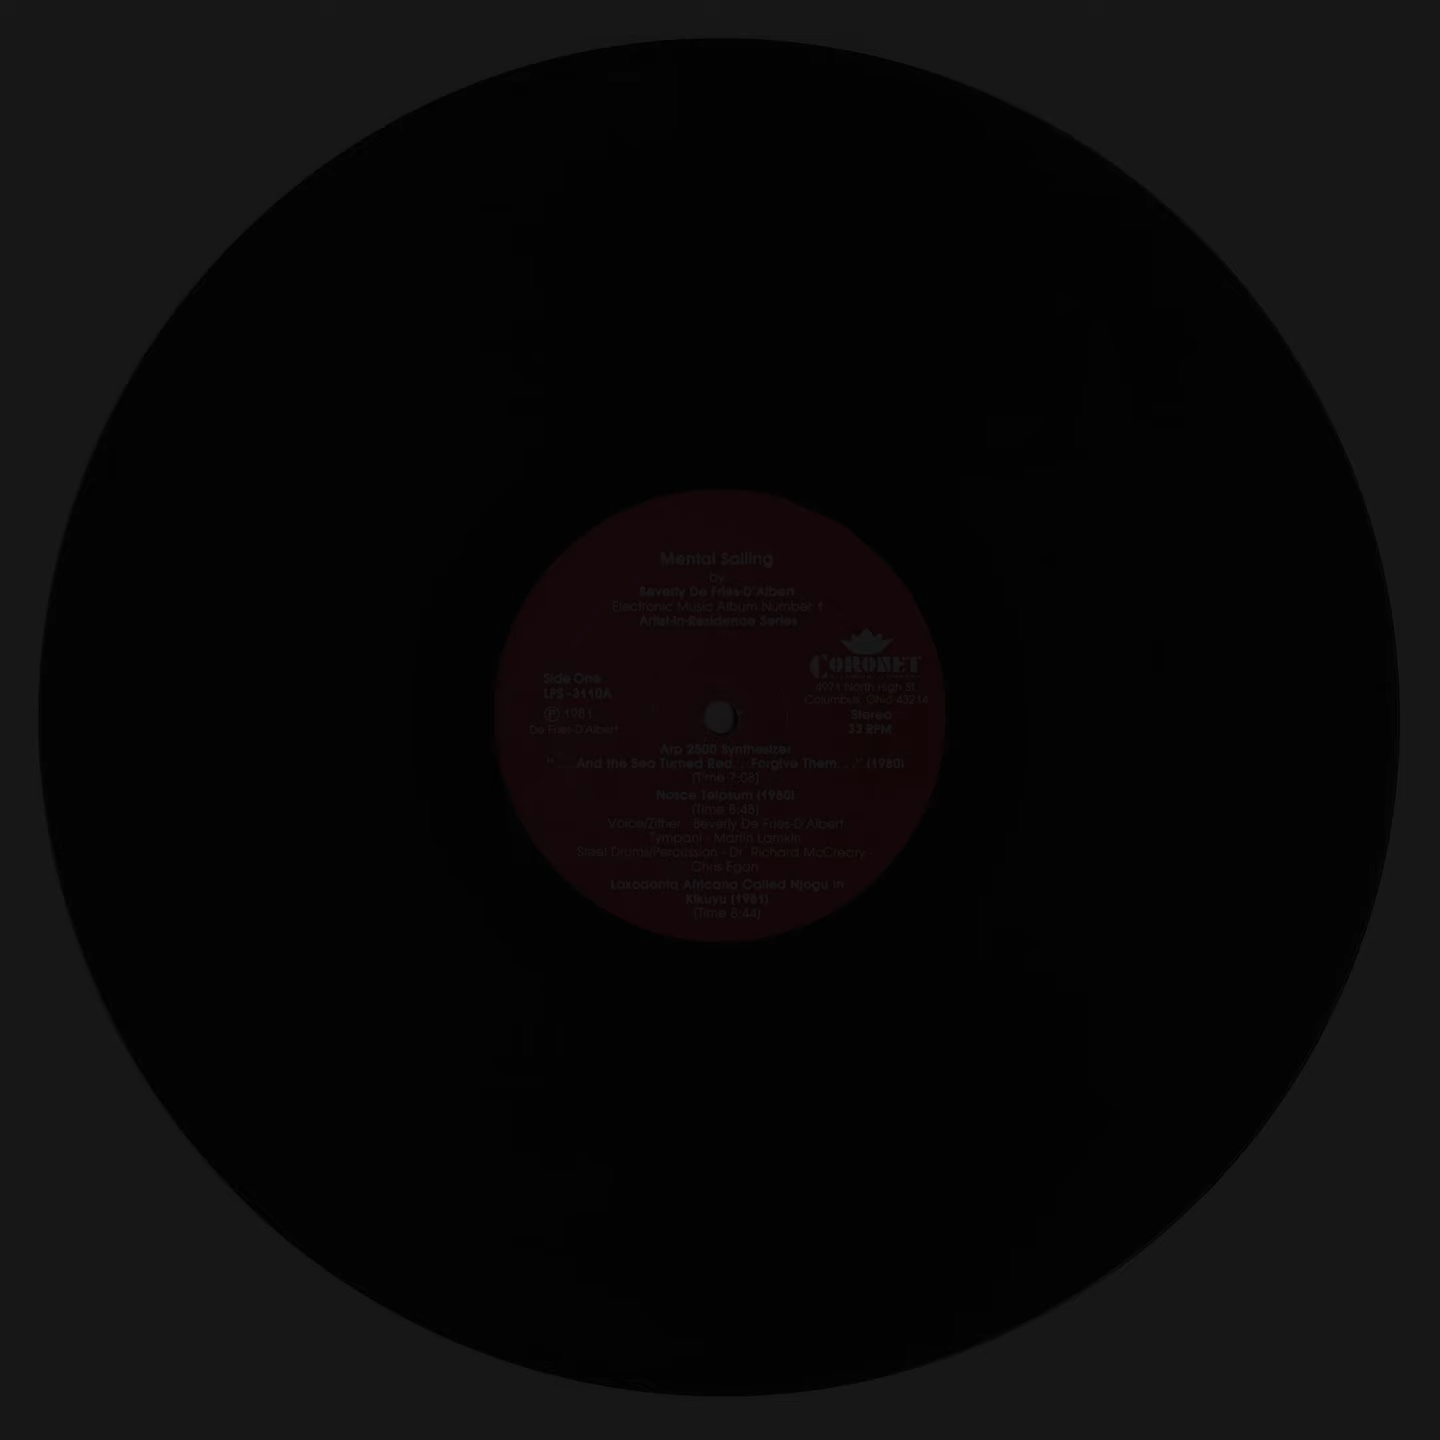 Mental Sailing
by
Beverly De Fries-D'Albert
Electronic Music Album Number 1
Artist-In-Residence Series
CORONET
4971 North High St.
Columbus, Ohio 43214
Stereo
33 RPM
Side One
LPS-3110A
Ⓟ 1981
De Fries-D'Albert
Arp 2500 Synthesizer
"... And the Sea Turned Red... Forgive Them..." (1980)
(Time 7:08)
Nosce Teipsum (1980)
(Time 8:48)
Voice/Zither - Beverly De Fries-D'Albert
Tympani - Martin Lamkin
Steel Drums/Percussion - Dr. Richard McCreary -
Chris Egan
Loxodonta Africana Called Njogu in
Kikuyu (1981)
(Time 8:44)